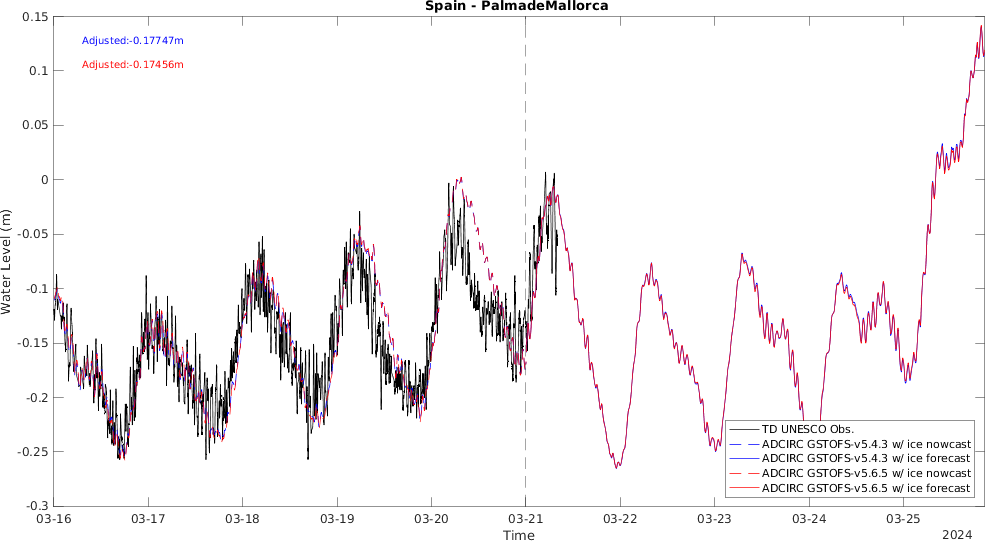 Spain - PalmadeMallorca
Adjusted:-0.17747m
Adjusted:-0.17456m
0.15
0.1
0.05
0
-0.05
-0.1
-0.15
-0.2
-0.25
-0.3
Water Level (m)
TD UNESCO Obs.
ADCIRC GSTOFS-v5.4.3 w/ ice nowcast
ADCIRC GSTOFS-v5.4.3 w/ ice forecast
ADCIRC GSTOFS-v5.6.5 w/ ice nowcast
ADCIRC GSTOFS-v5.6.5 w/ ice forecast
03-16 03-17 03-18 03-19 03-20 03-21 03-22 03-23 03-24 03-25
Time
2024